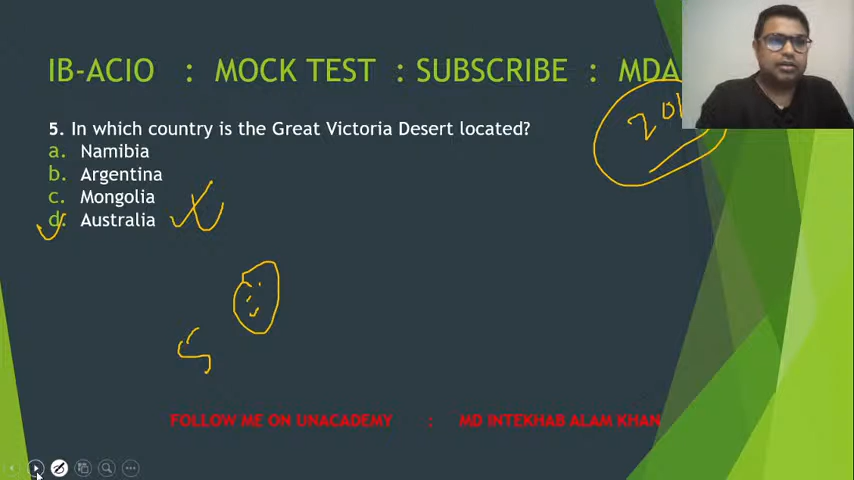 IB-ACIO : MOCK TEST : SUBSCRIBE : MDA
5. In which country is the Great Victoria Desert located?
a. Namibia
b. Argentina
c. Mongolia
d. Australia
5
FOLLOW ME ON UNACADEMY : MD INTEKHAB ALAM KHAN